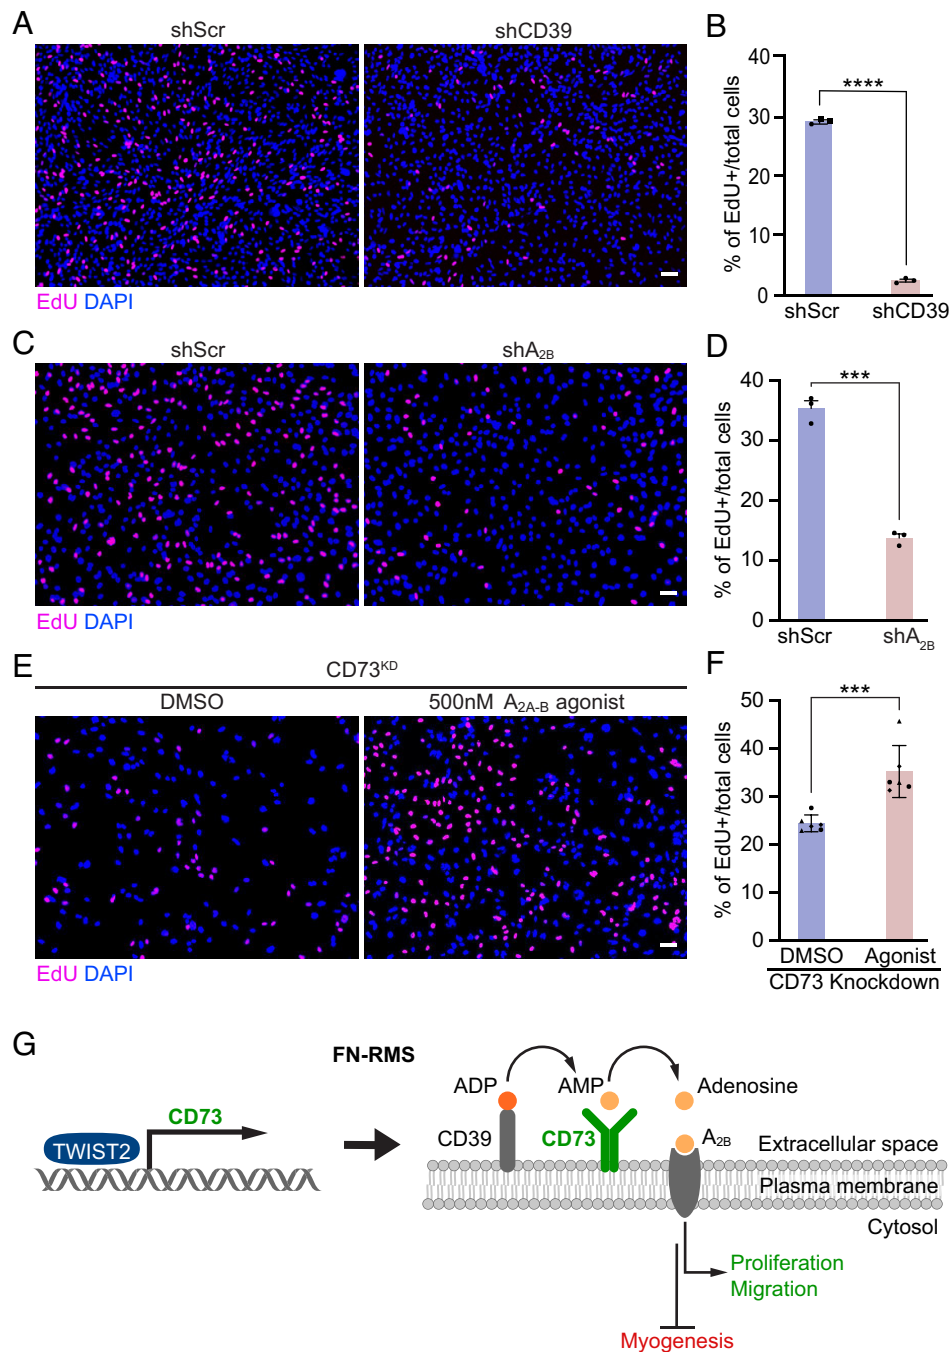 A
shScr
shCD39
EdU DAPI
B
% of EdU+/total cells
40
30
20
10
0
****
shScr
shCD39
C
shScr
shA2B
EdU DAPI
D
% of EdU+/total cells
40
30
20
10
0
***
shScr
shA2B
E
CD73KD
DMSO
500nM A2A-B agonist
EdU DAPI
F
% of EdU+/total cells
50
40
30
20
10
0
***
DMSO
Agonist
CD73 Knockdown
G
FN-RMS
TWIST2
CD73
ADP
AMP
Adenosine
CD39
CD73
A2B
Extracellular space
Plasma membrane
Cytosol
Proliferation
Migration
Myogenesis